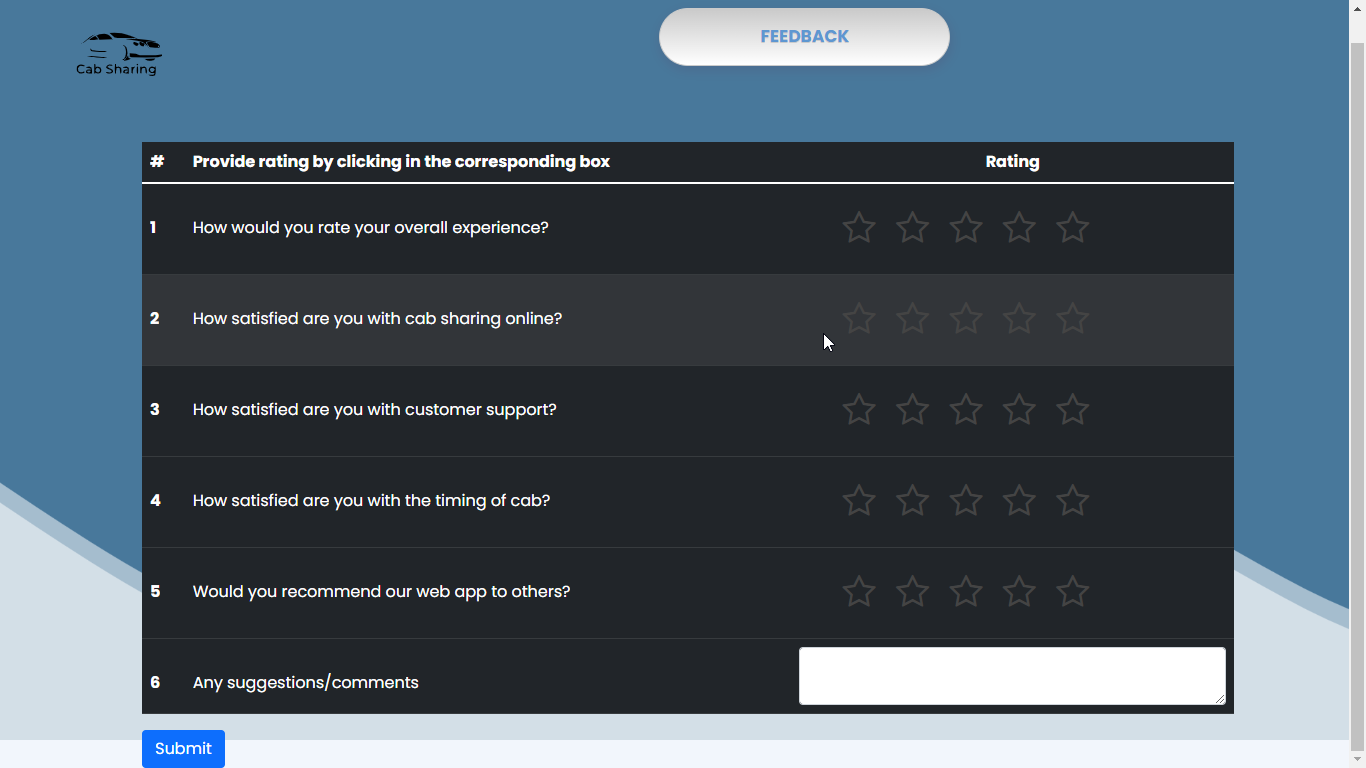 FEEDBACK
Cab Sharing
# Provide rating by clicking in the corresponding box Rating
1 How would you rate your overall experience?
2 How satisfied are you with cab sharing online?
3 How satisfied are you with customer support?
4 How satisfied are you with the timing of cab?
5 Would you recommend our web app to others?
6 Any suggestions/comments
Submit